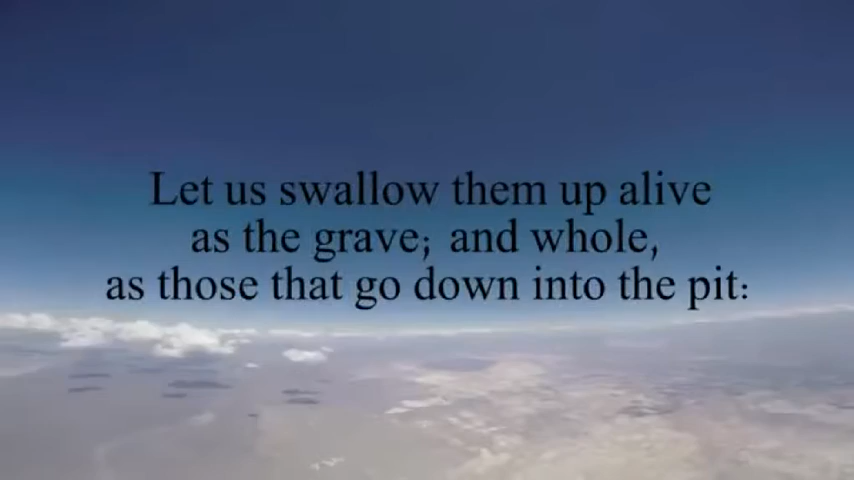 Let us swallow them up alive
as the grave; and whole,
as those that go down into the pit: